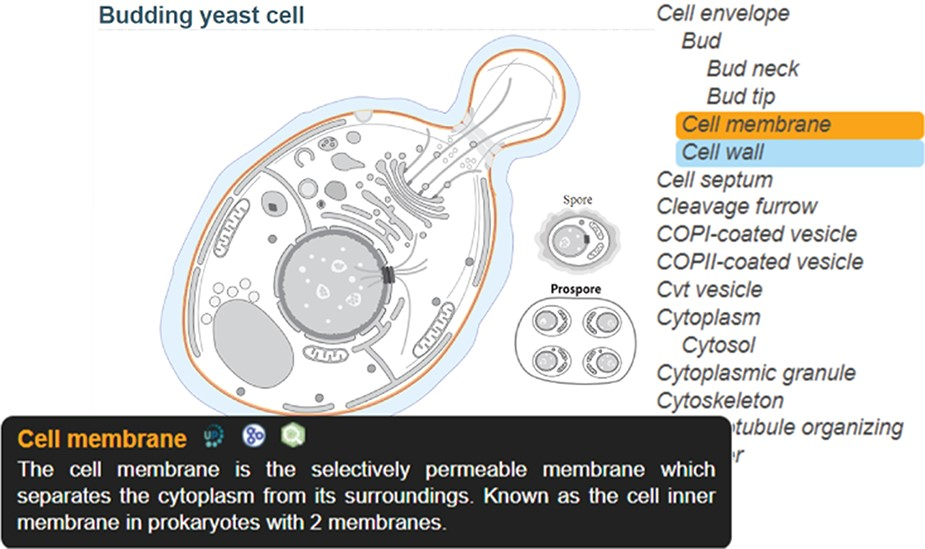 Budding yeast cell
Spore
Prospore
Cell envelope
Bud
Bud neck
Bud tip
Cell membrane
Cell wall
Cell septum
Cleavage furrow
COPI-coated vesicle
COPII-coated vesicle
Cvt vesicle
Cytoplasm
Cytosol
Cytoplasmic granule
Cytoskeleton
otubule organizing
r
Cell membrane
The cell membrane is the selectively permeable membrane which
separates the cytoplasm from its surroundings. Known as the cell inner
membrane in prokaryotes with 2 membranes.